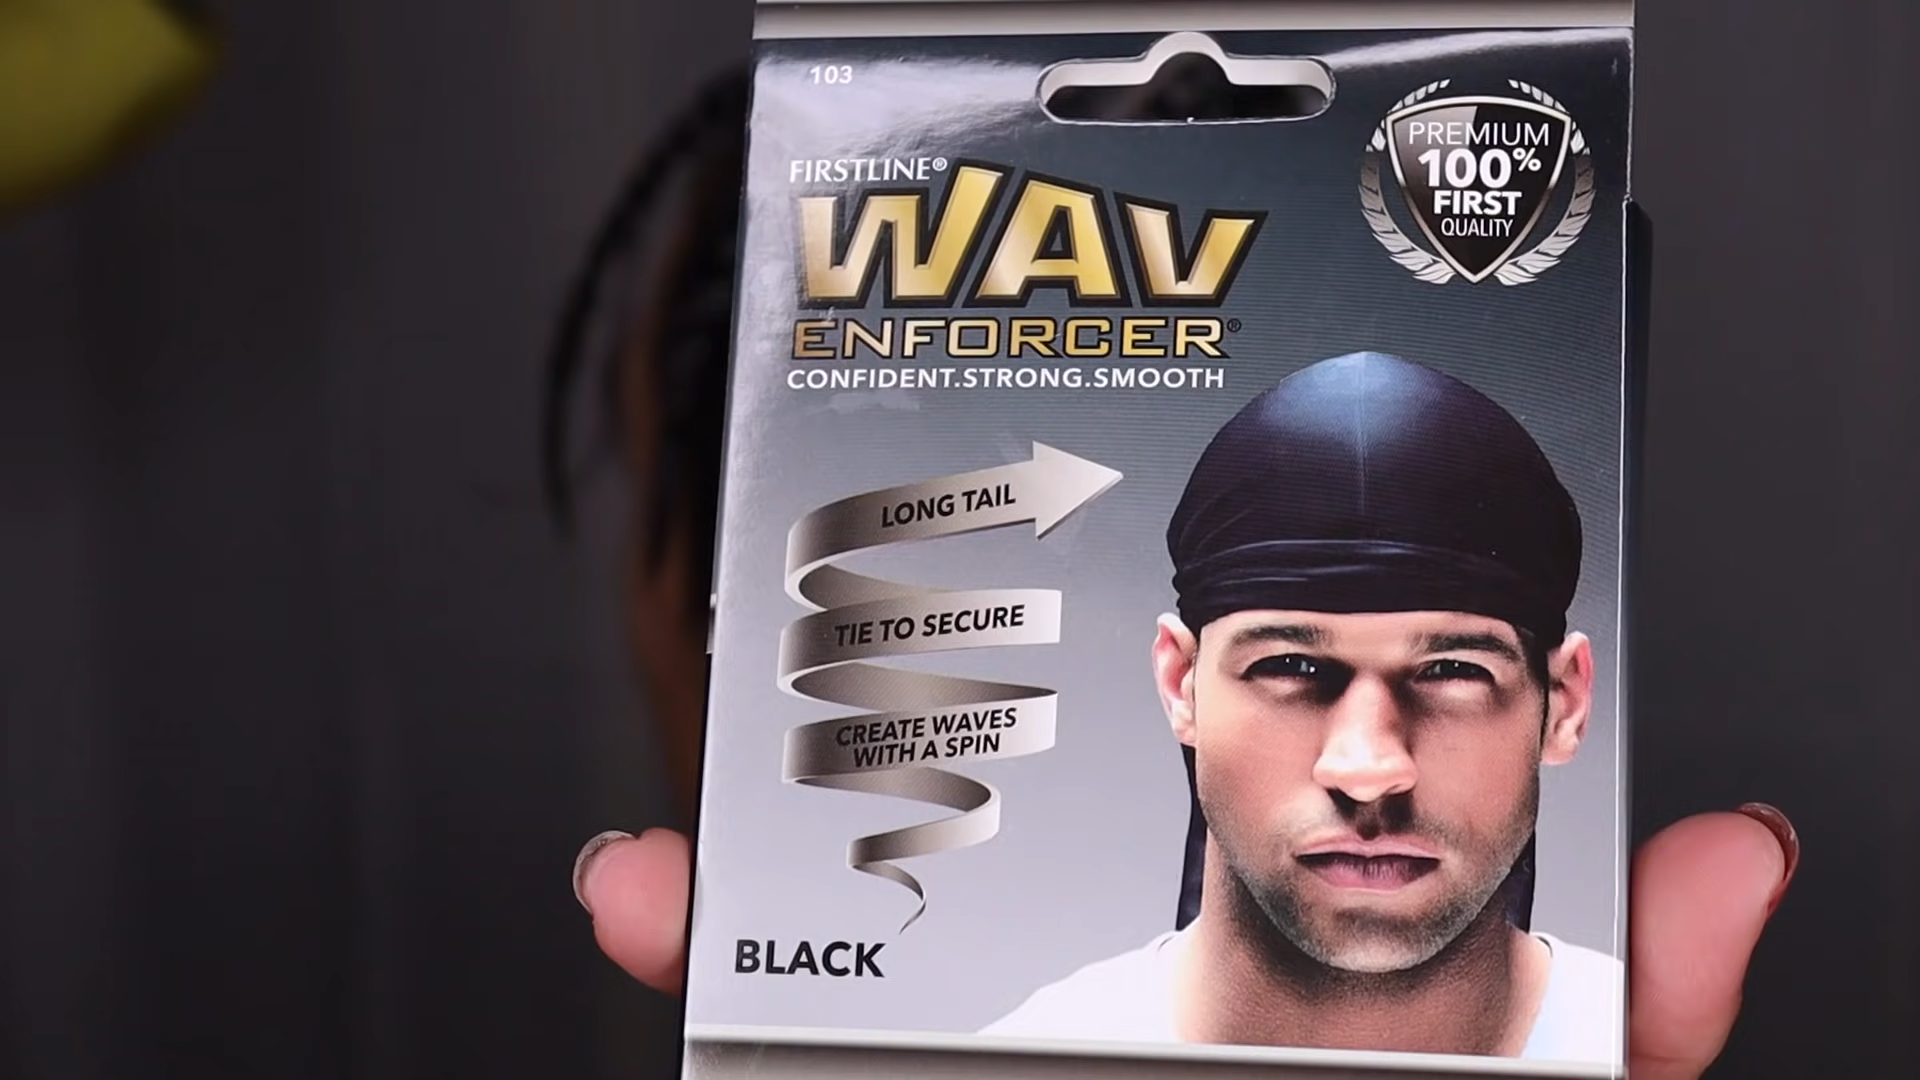 103
FIRSTLINE®
WAV
ENFORCER®
CONFIDENT.STRONG.SMOOTH
PREMIUM
100%
FIRST
QUALITY
LONG TAIL
TIE TO SECURE
CREATE WAVES
WITH A SPIN
BLACK